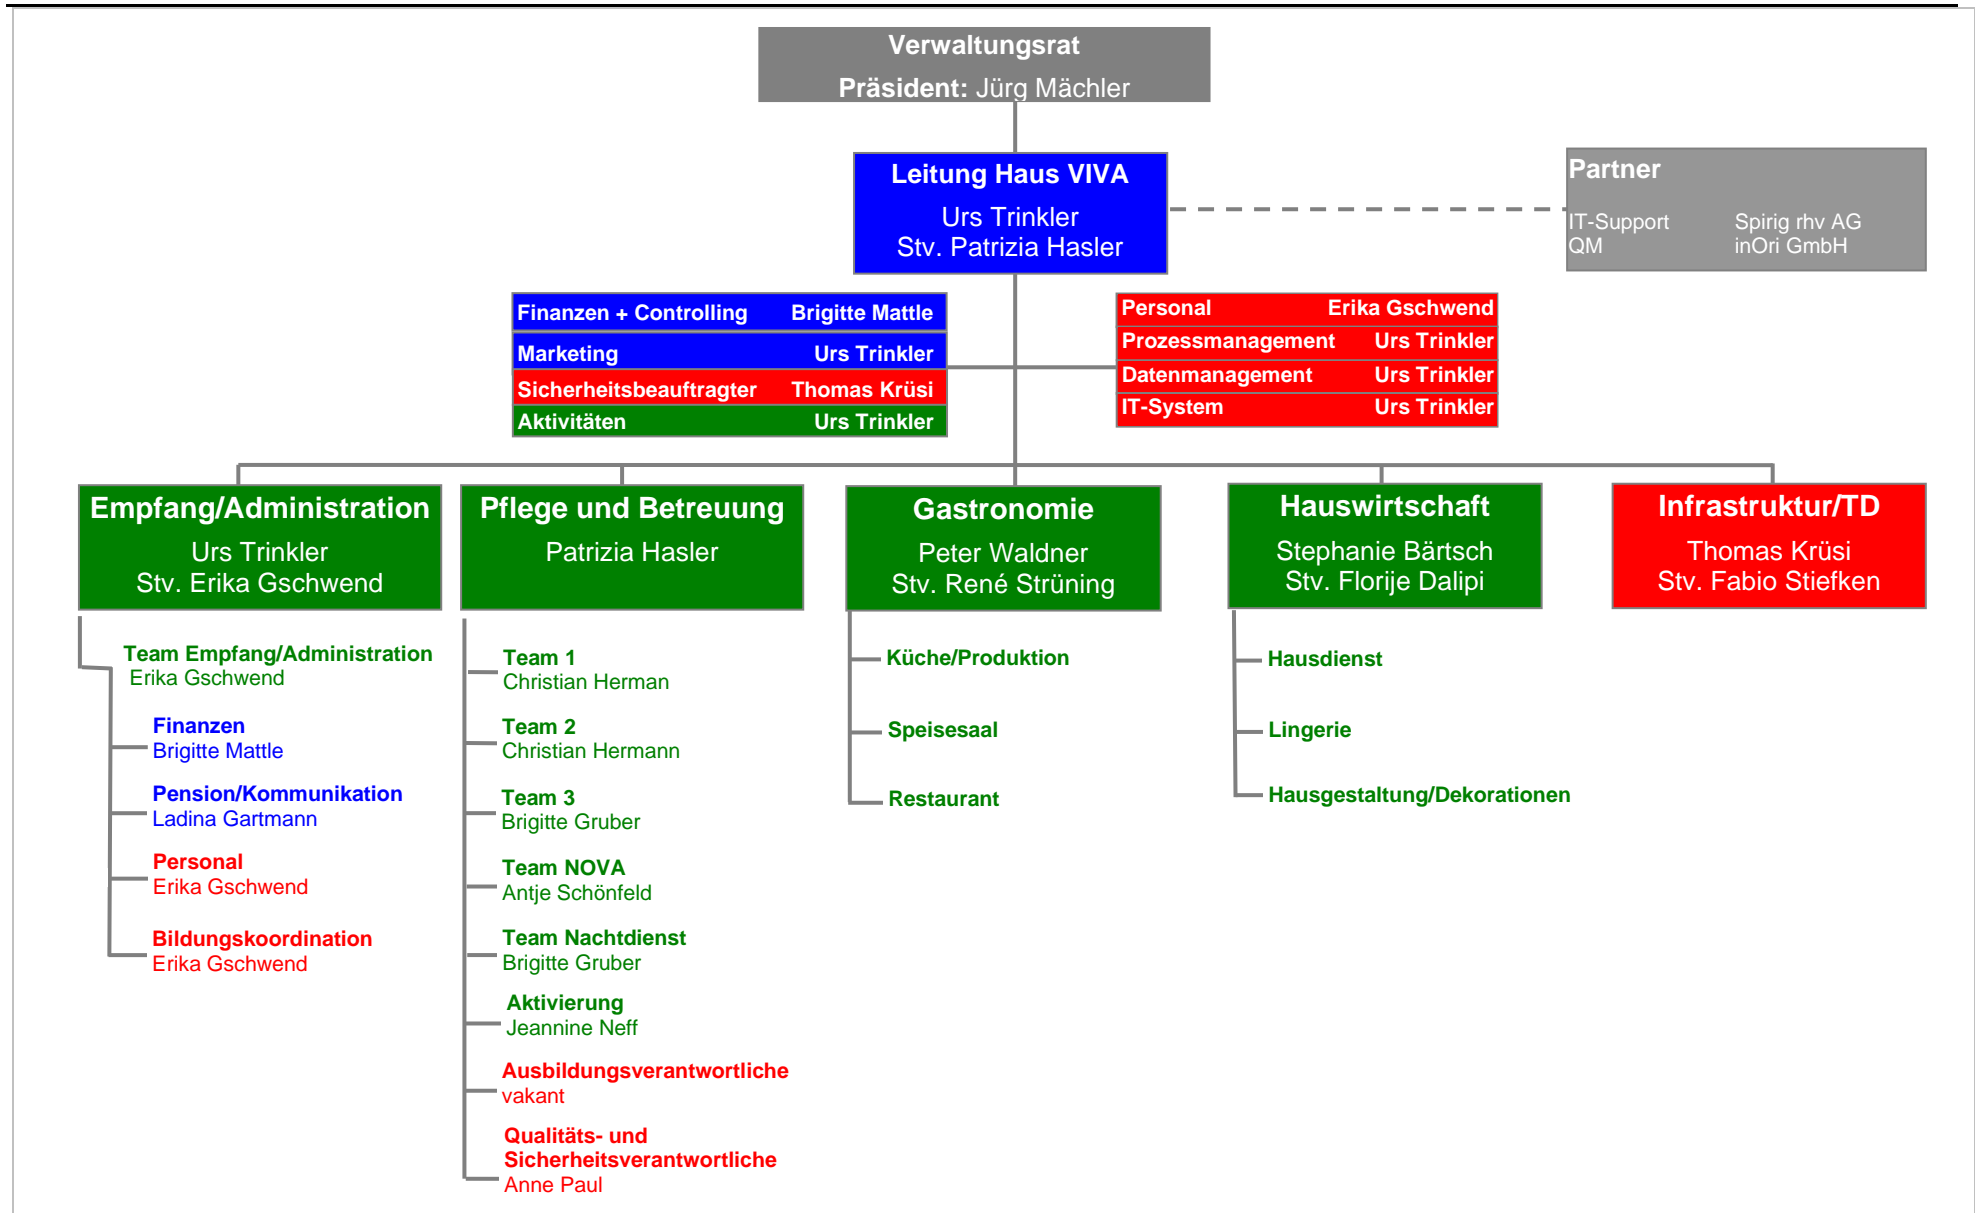 Verwaltungsrat
Präsident: Jürg Mächler
Leitung Haus VIVA
Urs Trinkler
Stv. Patrizia Hasler
Partner
IT-Support Spirig rhv AG
QM inOri GmbH
Finanzen + Controlling Brigitte Mattle
Marketing Urs Trinkler
Sicherheitsbeauftragter Thomas Krüsi
Aktivitäten Urs Trinkler
Personal Erika Gschwend
Prozessmanagement Urs Trinkler
Datenmanagement Urs Trinkler
IT-System Urs Trinkler
Empfang/Administration
Urs Trinkler
Stv. Erika Gschwend
Team Empfang/Administration
Erika Gschwend
Finanzen
Brigitte Mattle
Pension/Kommunikation
Ladina Gartmann
Personal
Erika Gschwend
Bildungskoordination
Erika Gschwend
Pflege und Betreuung
Patrizia Hasler
Team 1
Christian Herman
Team 2
Christian Hermann
Team 3
Brigitte Gruber
Team NOVA
Antje Schönfeld
Team Nachtdienst
Brigitte Gruber
Aktivierung
Jeannine Neff
Ausbildungsverantwortliche
vakant
Qualitäts- und
Sicherheitsverantwortliche
Anne Paul
Gastronomie
Peter Waldner
Stv. René Strüning
Küche/Produktion
Speisesaal
Restaurant
Hauswirtschaft
Stephanie Bärtsch
Stv. Florije Dalipi
Hausdienst
Lingerie
Hausgestaltung/Dekorationen
Infrastruktur/TD
Thomas Krüsi
Stv. Fabio Stiefken